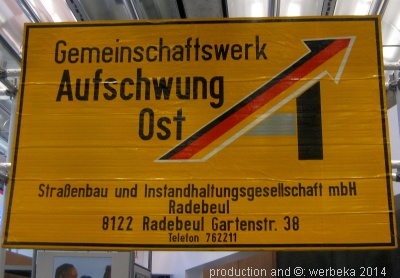 Gemeinschaftswerk
Aufschwung
Ost
Straßenbau und Instandhaltungsgesellschaft mbH
Radebeul
8122 Radebeul Gartenstr. 38
Telefon 762211
production and ©: werbeka 2014